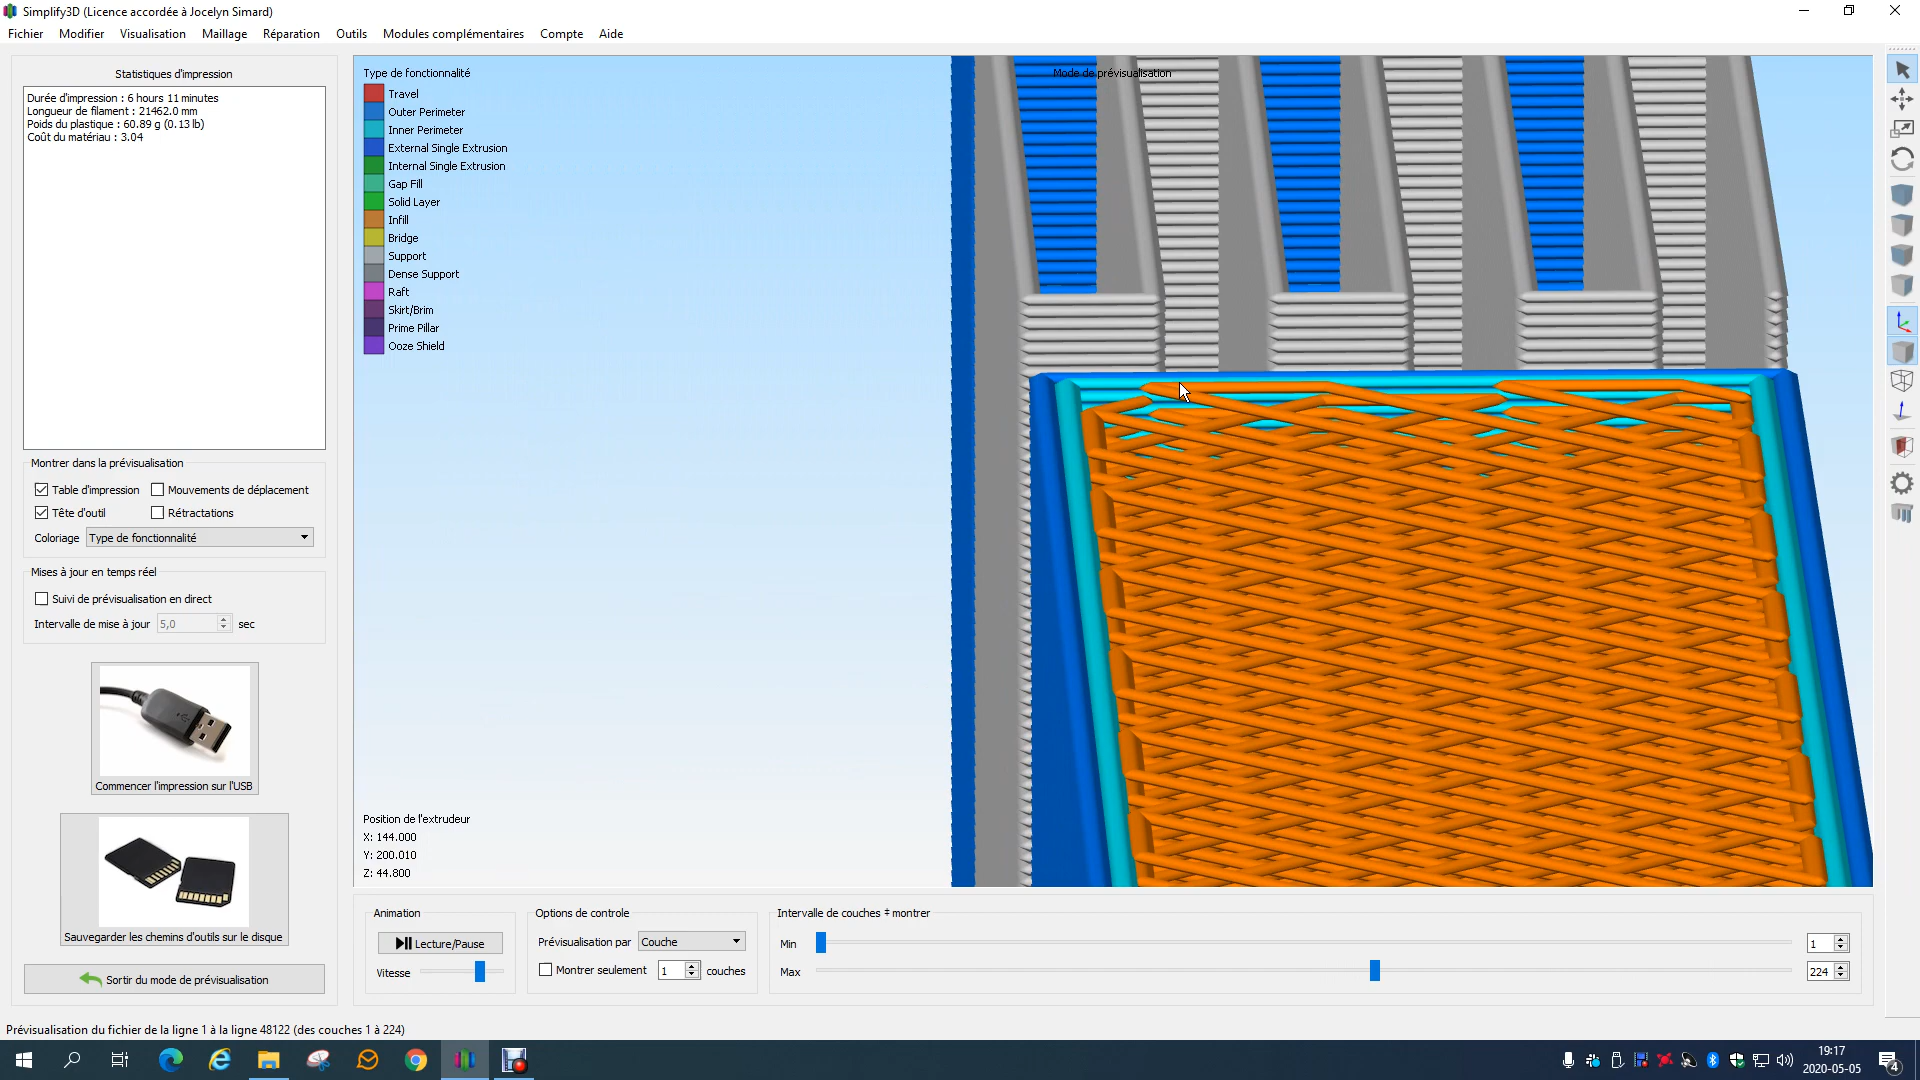 Simplify3D (Licence accordée à Jocelyn Simard)
Fichier Modifier Visualisation Maillage Réparation Outils Modules complémentaires Compte Aide
Statistiques d'impression
Durée d'impression : 6 hours 11 minutes
Longueur de filament : 21462.0 mm
Poids du plastique : 60.89 g (0.13 lb)
Coût du matériau : 3.04
Montrer dans la prévisualisation
Table d'impression Mouvements de déplacement
Tête d'outil Rétractations
Coloriage Type de fonctionnalité
Mises à jour en temps réel
Suivi de prévisualisation en direct
Intervalle de mise à jour 5,0 sec
Commencer l'impression sur l'USB
Sauvegarder les chemins d'outils sur le disque
Sortir du mode de prévisualisation
Type de fonctionnalité
Travel
Outer Perimeter
Inner Perimeter
External Single Extrusion
Internal Single Extrusion
Gap Fill
Solid Layer
Infill
Bridge
Support
Dense Support
Raft
Skirt/Brim
Prime Pillar
Ooze Shield
Mode de prévisualisation
Position de l'extrudeur
X: 144.000
Y: 200.010
Z: 44.800
Animation
Lecture/Pause
Vitesse
Options de controle
Prévisualisation par Couche
Montrer seulement 1 couches
Intervalle de couches ‡ montrer
Min 1
Max 224
Prévisualisation du fichier de la ligne 1 à la ligne 48122 (des couches 1 à 224)
19:17
2020-05-05
4